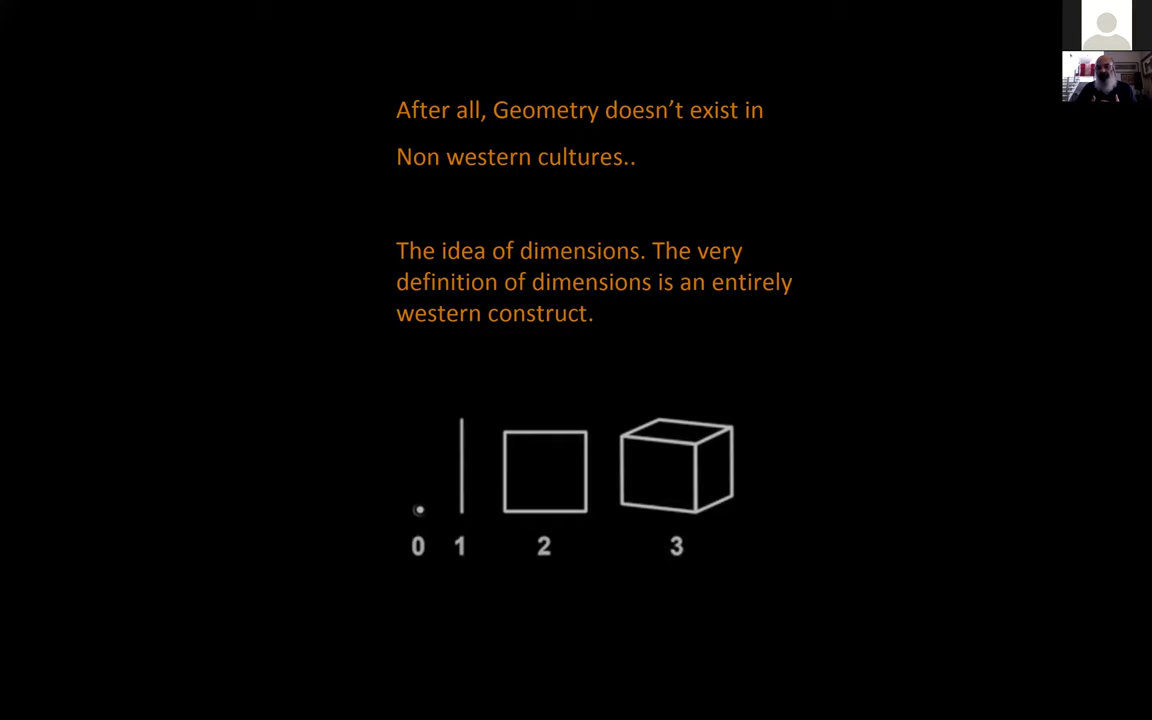 After all, Geometry doesn’t exist in
Non western cultures..
The idea of dimensions. The very
definition of dimensions is an entirely
western construct.
0 1 2 3